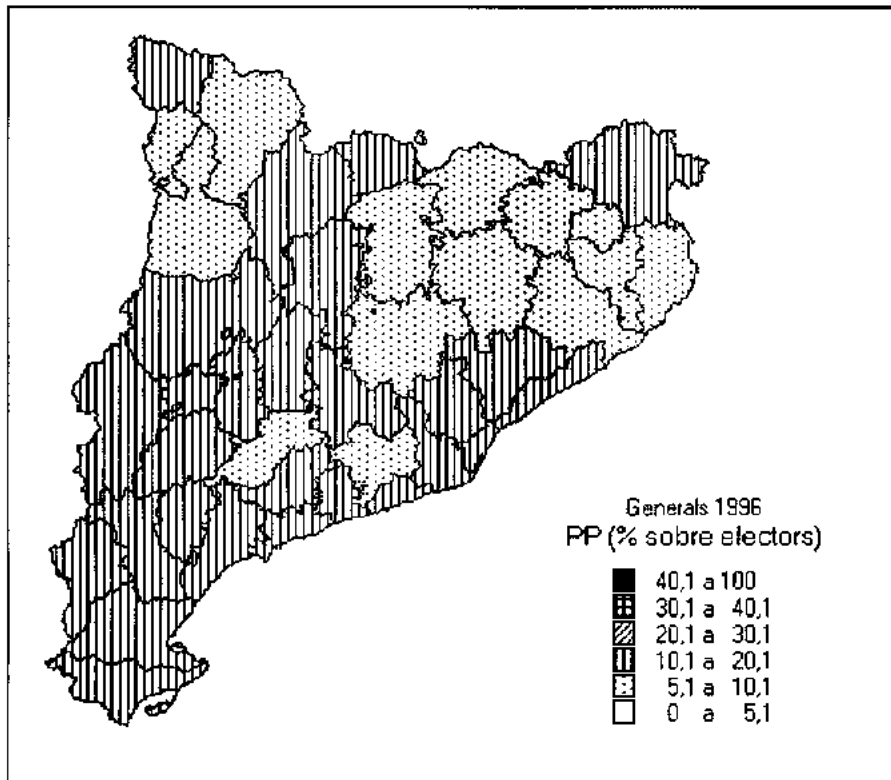 Generals 1996
PP (% sobre electors)
40,1 a 100
30,1 a 40,1
20,1 a 30,1
10,1 a 20,1
5,1 a 10,1
0 a 5,1